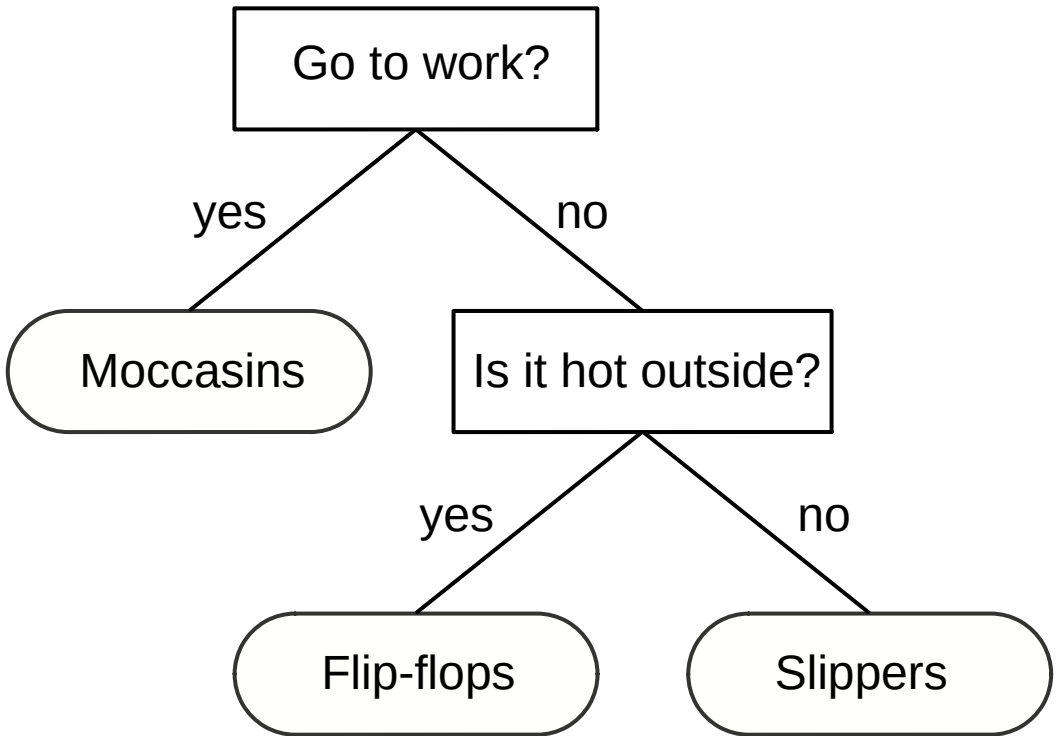 Go to work?
yes
no
Moccasins
Is it hot outside?
yes
no
Flip-flops
Slippers